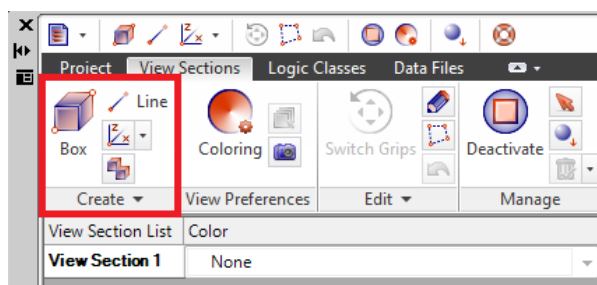 Project View Sections Logic Classes Data Files
Line
Box Coloring Switch Grips Deactivate
Create View Preferences Edit Manage
View Section List Color
View Section 1 None